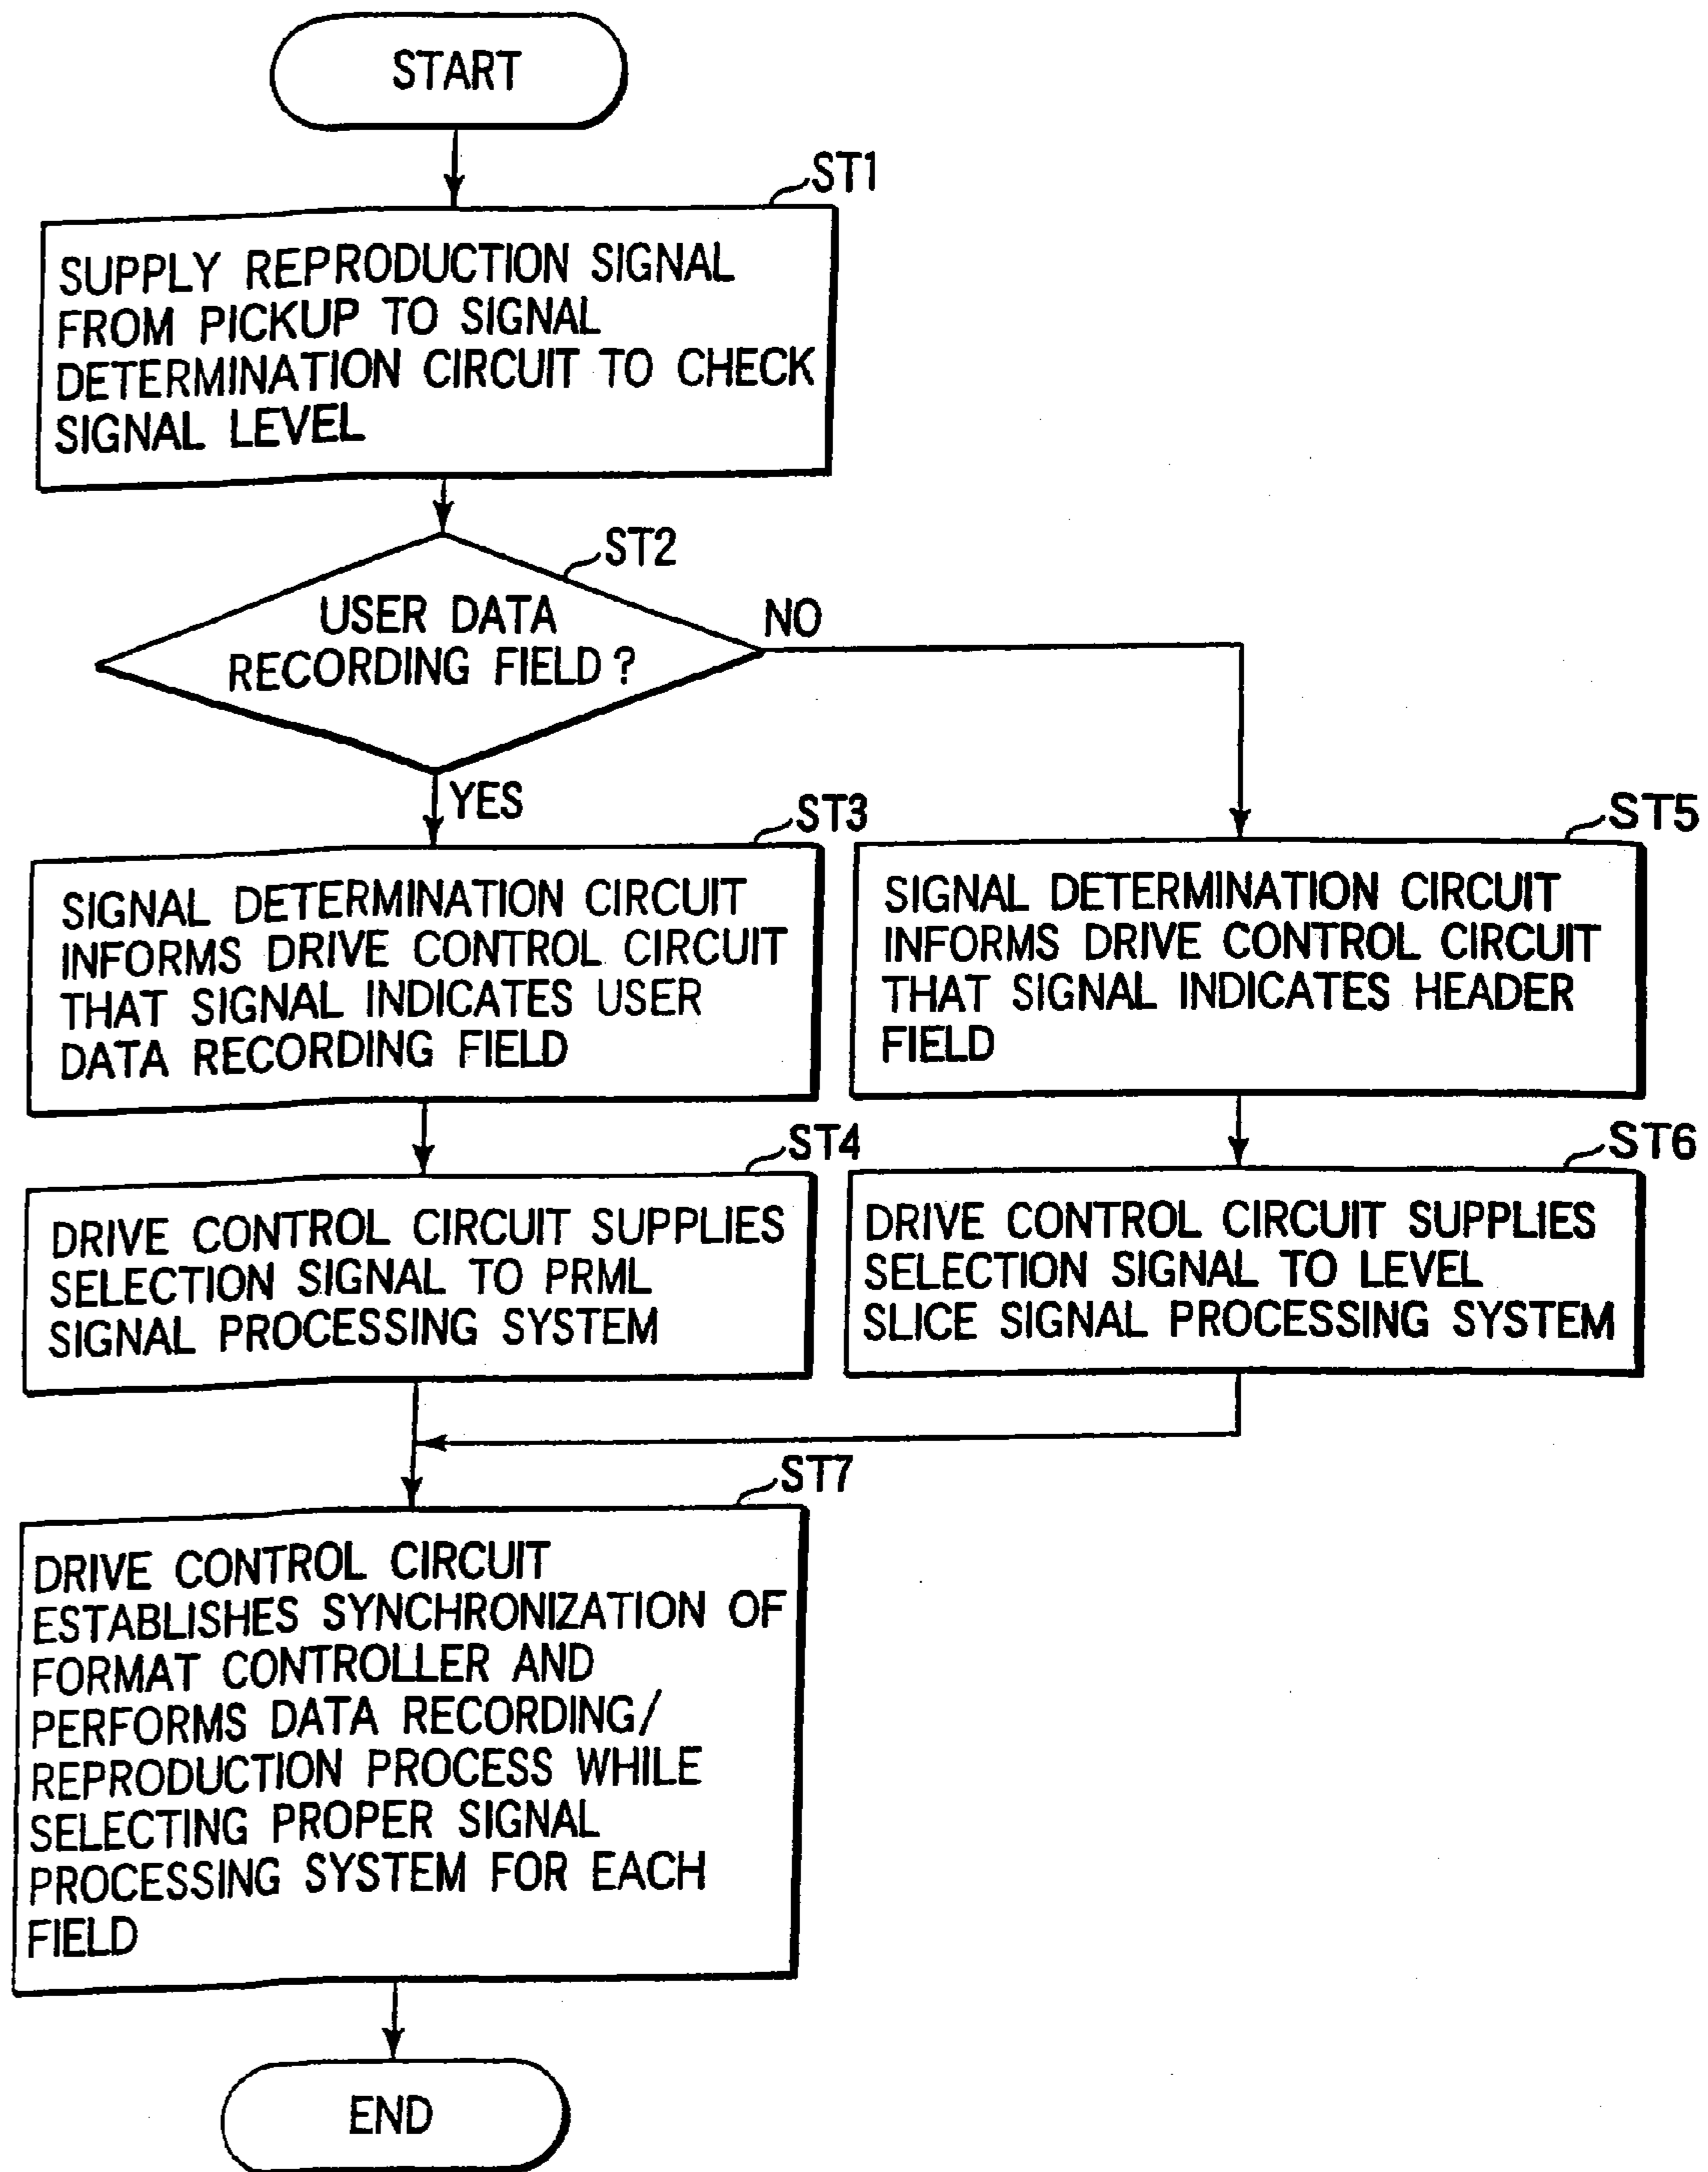 START
ST1
SUPPLY REPRODUCTION SIGNAL
FROM PICKUP TO SIGNAL
DETERMINATION CIRCUIT TO CHECK
SIGNAL LEVEL
ST2
USER DATA
RECORDING FIELD?
NO
YES
ST3
SIGNAL DETERMINATION CIRCUIT
INFORMS DRIVE CONTROL CIRCUIT
THAT SIGNAL INDICATES USER
DATA RECORDING FIELD
ST5
SIGNAL DETERMINATION CIRCUIT
INFORMS DRIVE CONTROL CIRCUIT
THAT SIGNAL INDICATES HEADER
FIELD
ST4
DRIVE CONTROL CIRCUIT SUPPLIES
SELECTION SIGNAL TO PRML
SIGNAL PROCESSING SYSTEM
ST6
DRIVE CONTROL CIRCUIT SUPPLIES
SELECTION SIGNAL TO LEVEL
SLICE SIGNAL PROCESSING SYSTEM
ST7
DRIVE CONTROL CIRCUIT
ESTABLISHES SYNCHRONIZATION OF
FORMAT CONTROLLER AND
PERFORMS DATA RECORDING/
REPRODUCTION PROCESS WHILE
SELECTING PROPER SIGNAL
PROCESSING SYSTEM FOR EACH
FIELD
END